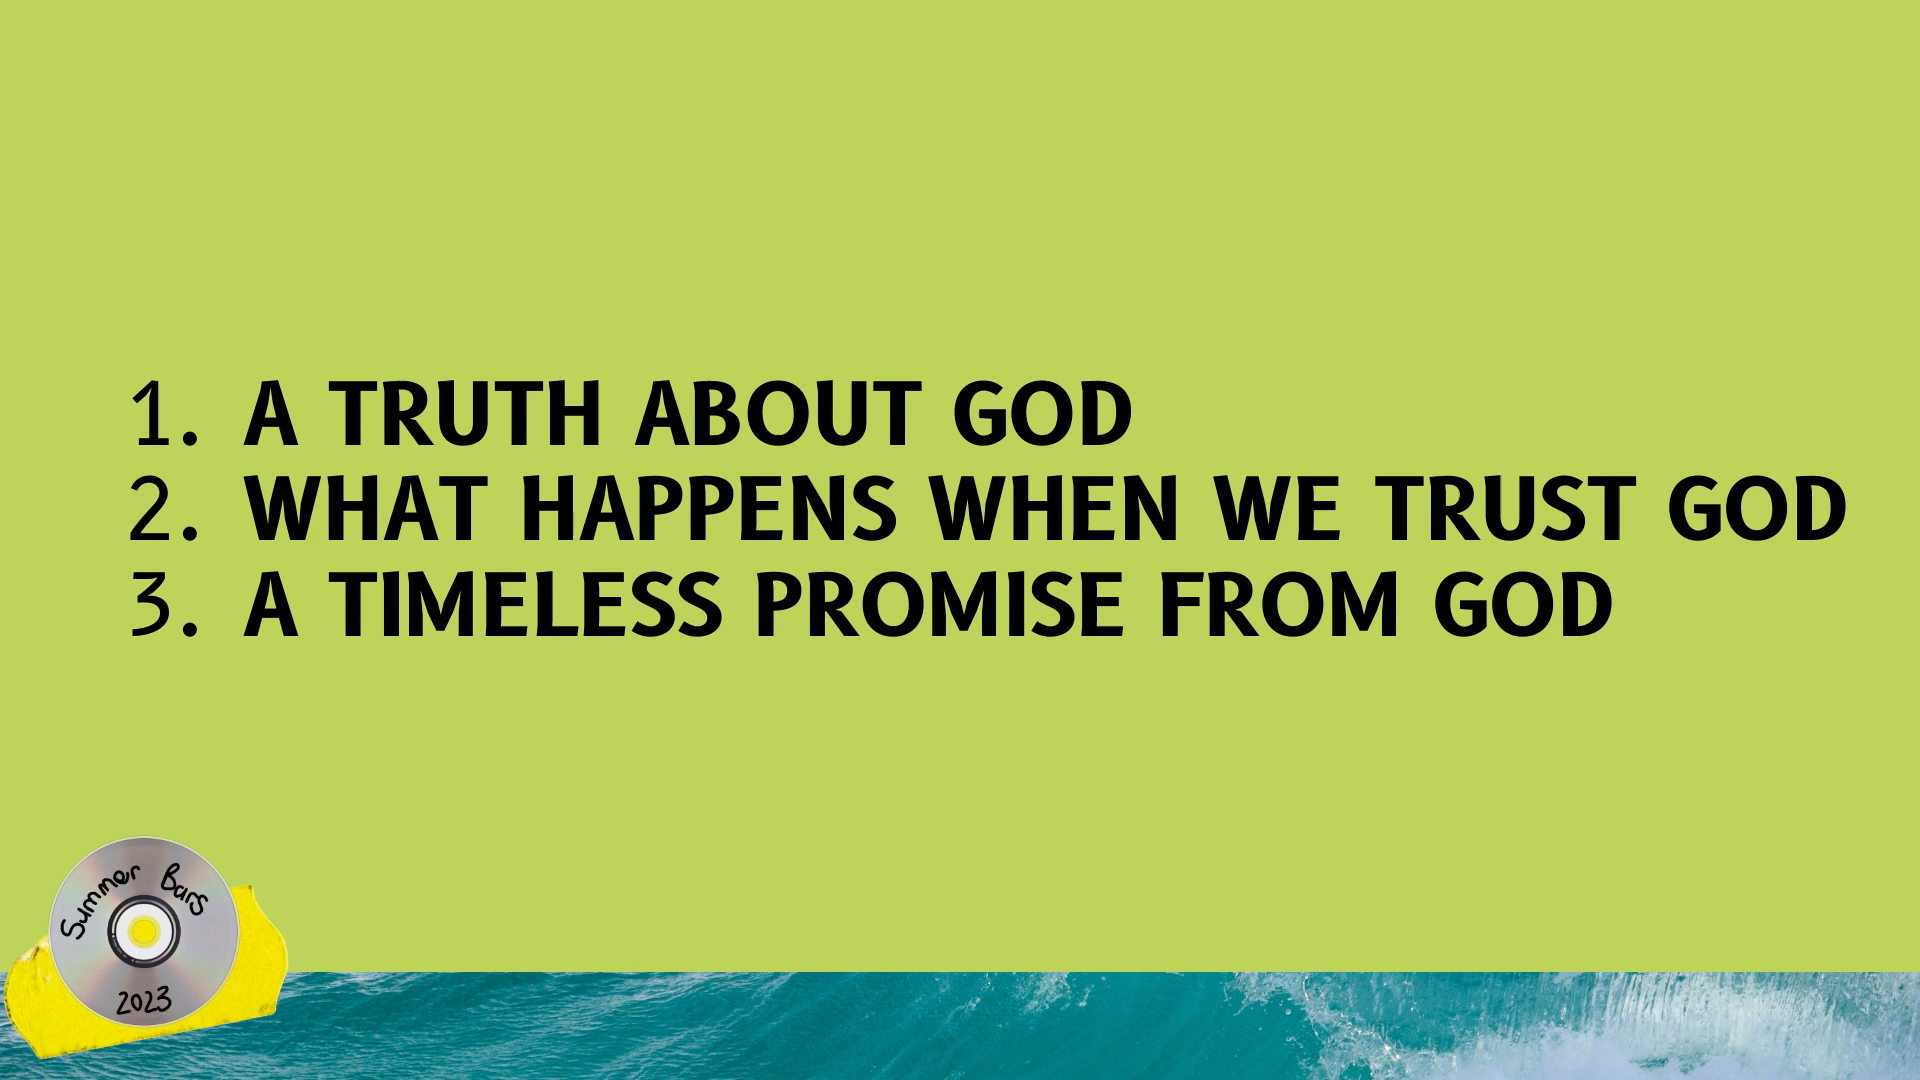 1. A TRUTH ABOUT GOD
2. WHAT HAPPENS WHEN WE TRUST GOD
3. A TIMELESS PROMISE FROM GOD
Summer Bars
2023